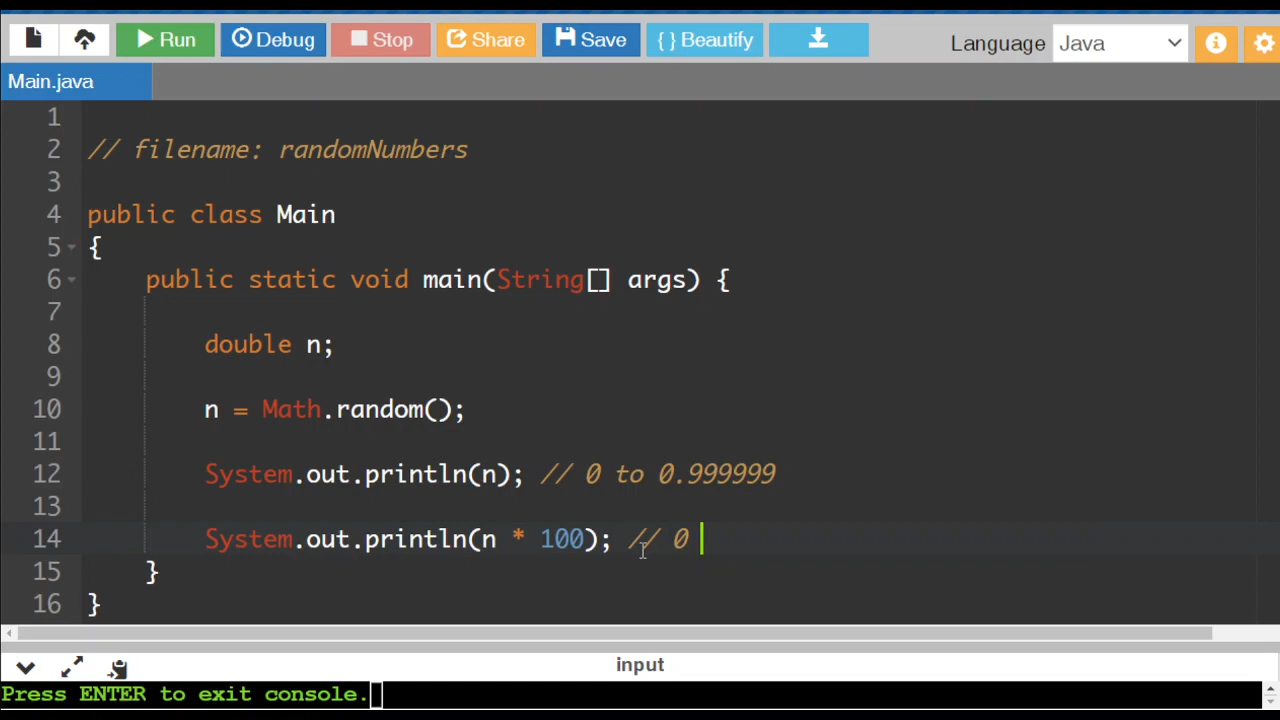 Run Debug Stop Share Save { } Beautify Language Java
Main.java
1
2 // filename: randomNumbers
3
4 public class Main
5 {
6 public static void main(String[] args) {
7
8 double n;
9
10 n = Math.random();
11
12 System.out.println(n); // 0 to 0.999999
13
14 System.out.println(n * 100); // 0
15 }
16 }
input
Press ENTER to exit console.